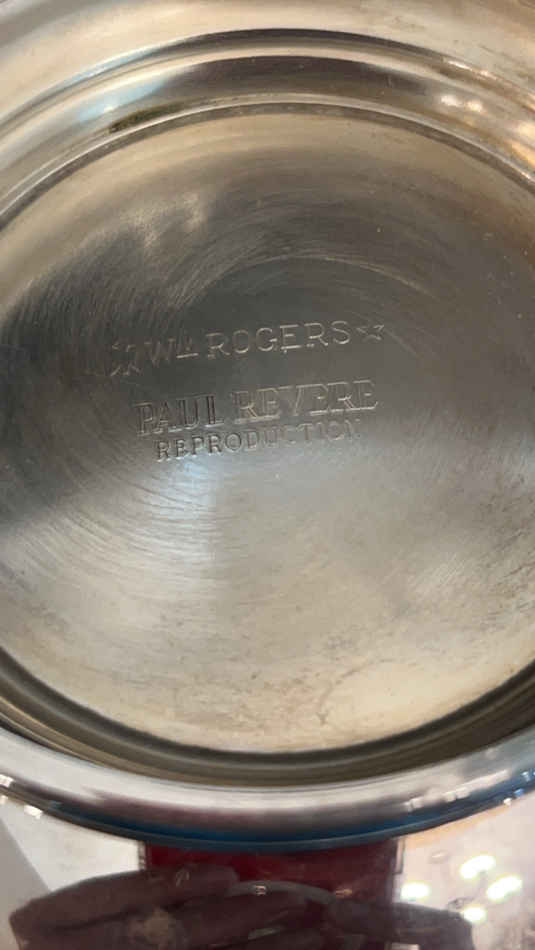 ☆ Wᴹ ROGERS ☆
PAUL REVERE
REPRODUCTION